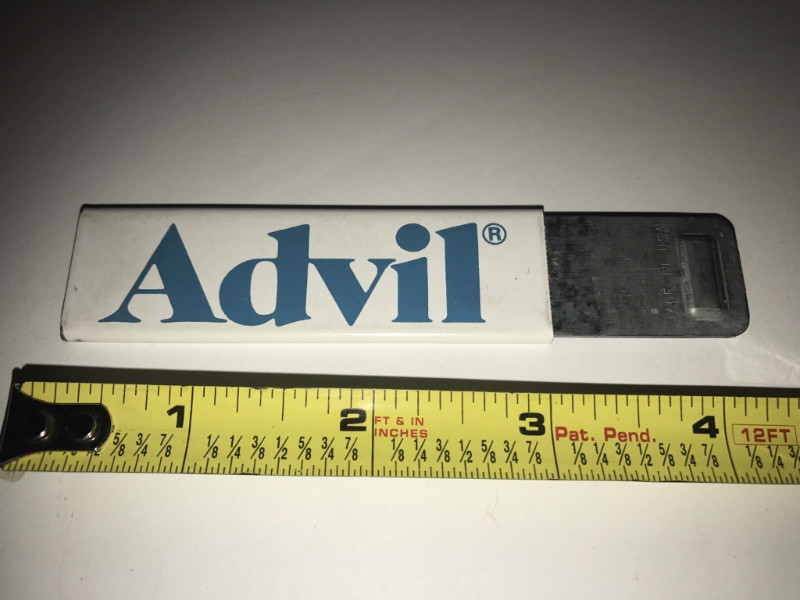 Advil®
MADE IN USA
1 2 FT & IN 3 Pat. Pend. 4 12FT
INCHES
5/8 3/4 7/8 1/8 1/4 3/8 1/2 5/8 3/4 7/8 1/8 1/4 3/8 1/2 5/8 3/4 7/8 1/8 1/4 3/8 1/2 5/8 3/4 7/8 1/8 1/4